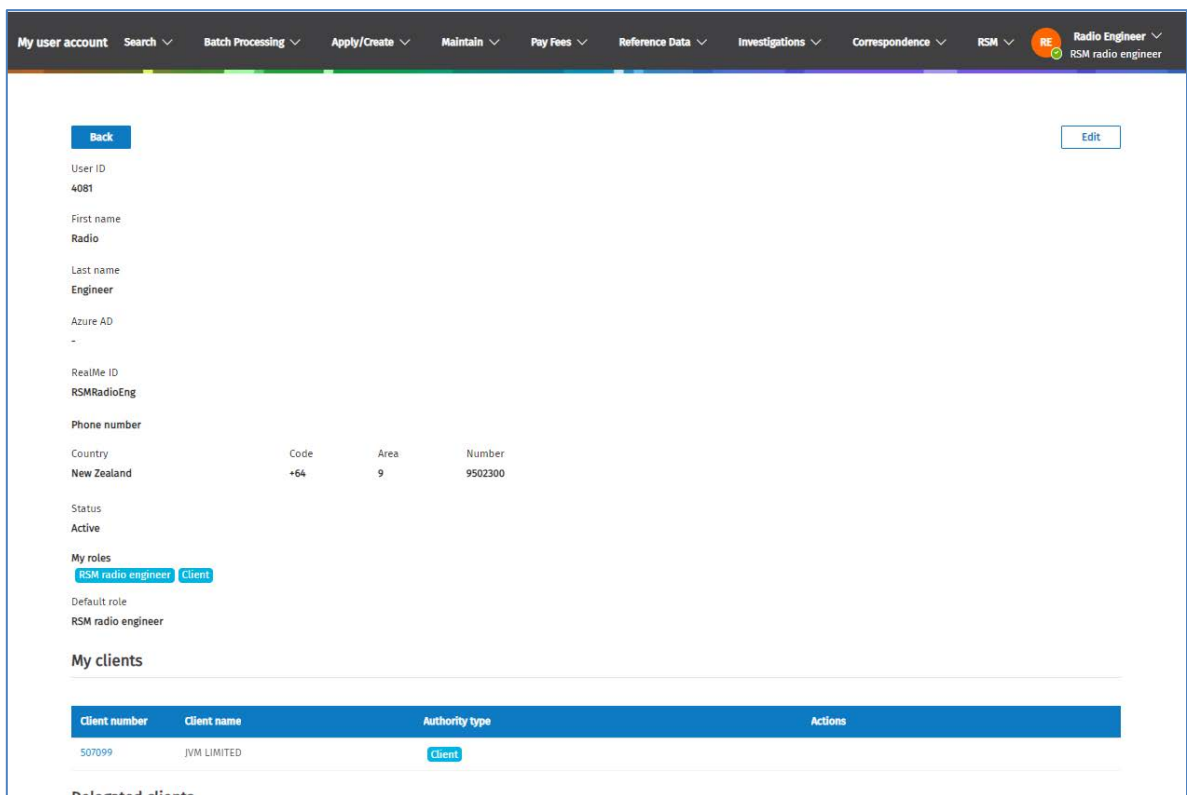 My user account Search Batch Processing Apply/Create Maintain Pay Fees Reference Data Investigations Correspondence RSM RE Radio Engineer
RSM radio engineer
Back Edit
User ID
4081
First name
Radio
Last name
Engineer
Azure AD
-
RealMe ID
RSMRadioEng
Phone number
Country Code Area Number
New Zealand +64 9 9502300
Status
Active
My roles
RSM radio engineer Client
Default role
RSM radio engineer
My clients
Client number Client name Authority type Actions
507099 JVM LIMITED Client
Delegated clients